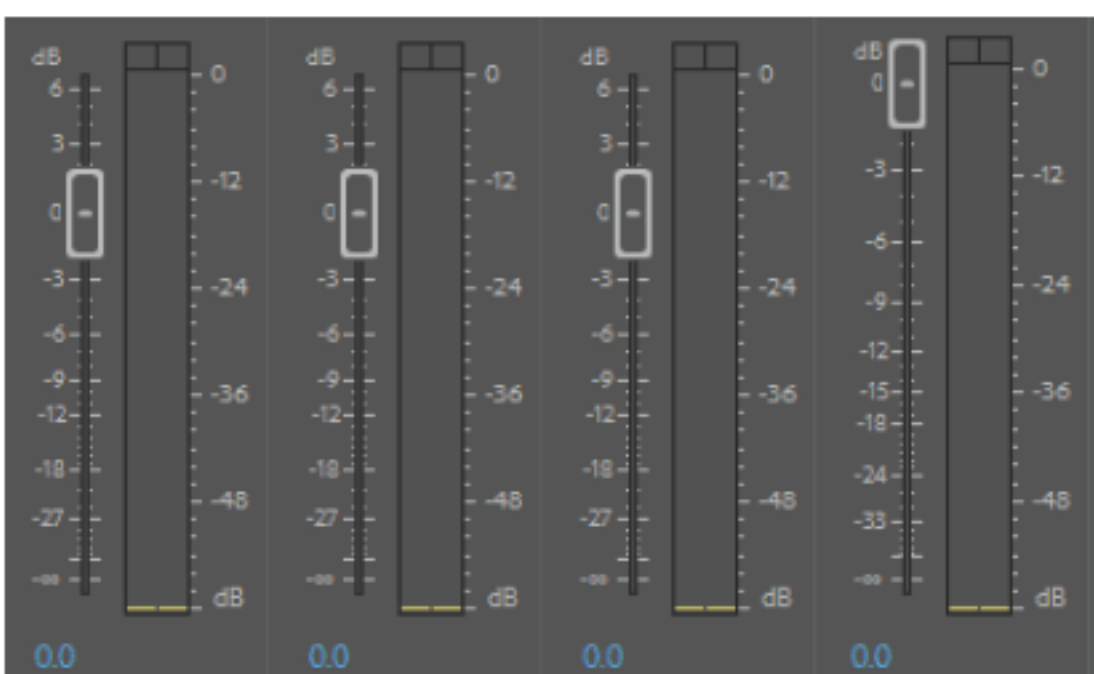 dB 0 dB 0 dB 0 dB 0
6 6 6 0
3 3 3
-12 -12 -12 -3 -12
0 0 0
-6
-3 -3 -3
-24 -24 -24 -9 -24
-6 -6 -6
-12
-9 -9 -9
-36 -36 -36 -15 -36
-12 -12 -12 -18
-18 -18 -18 -24
-48 -48 -48 -48
-27 -27 -27 -33
-∞ -∞ -∞ -∞
dB dB dB dB
0.0 0.0 0.0 0.0